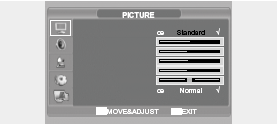 PICTURE
Standard √
Normal √
MOVE&ADJUST EXIT